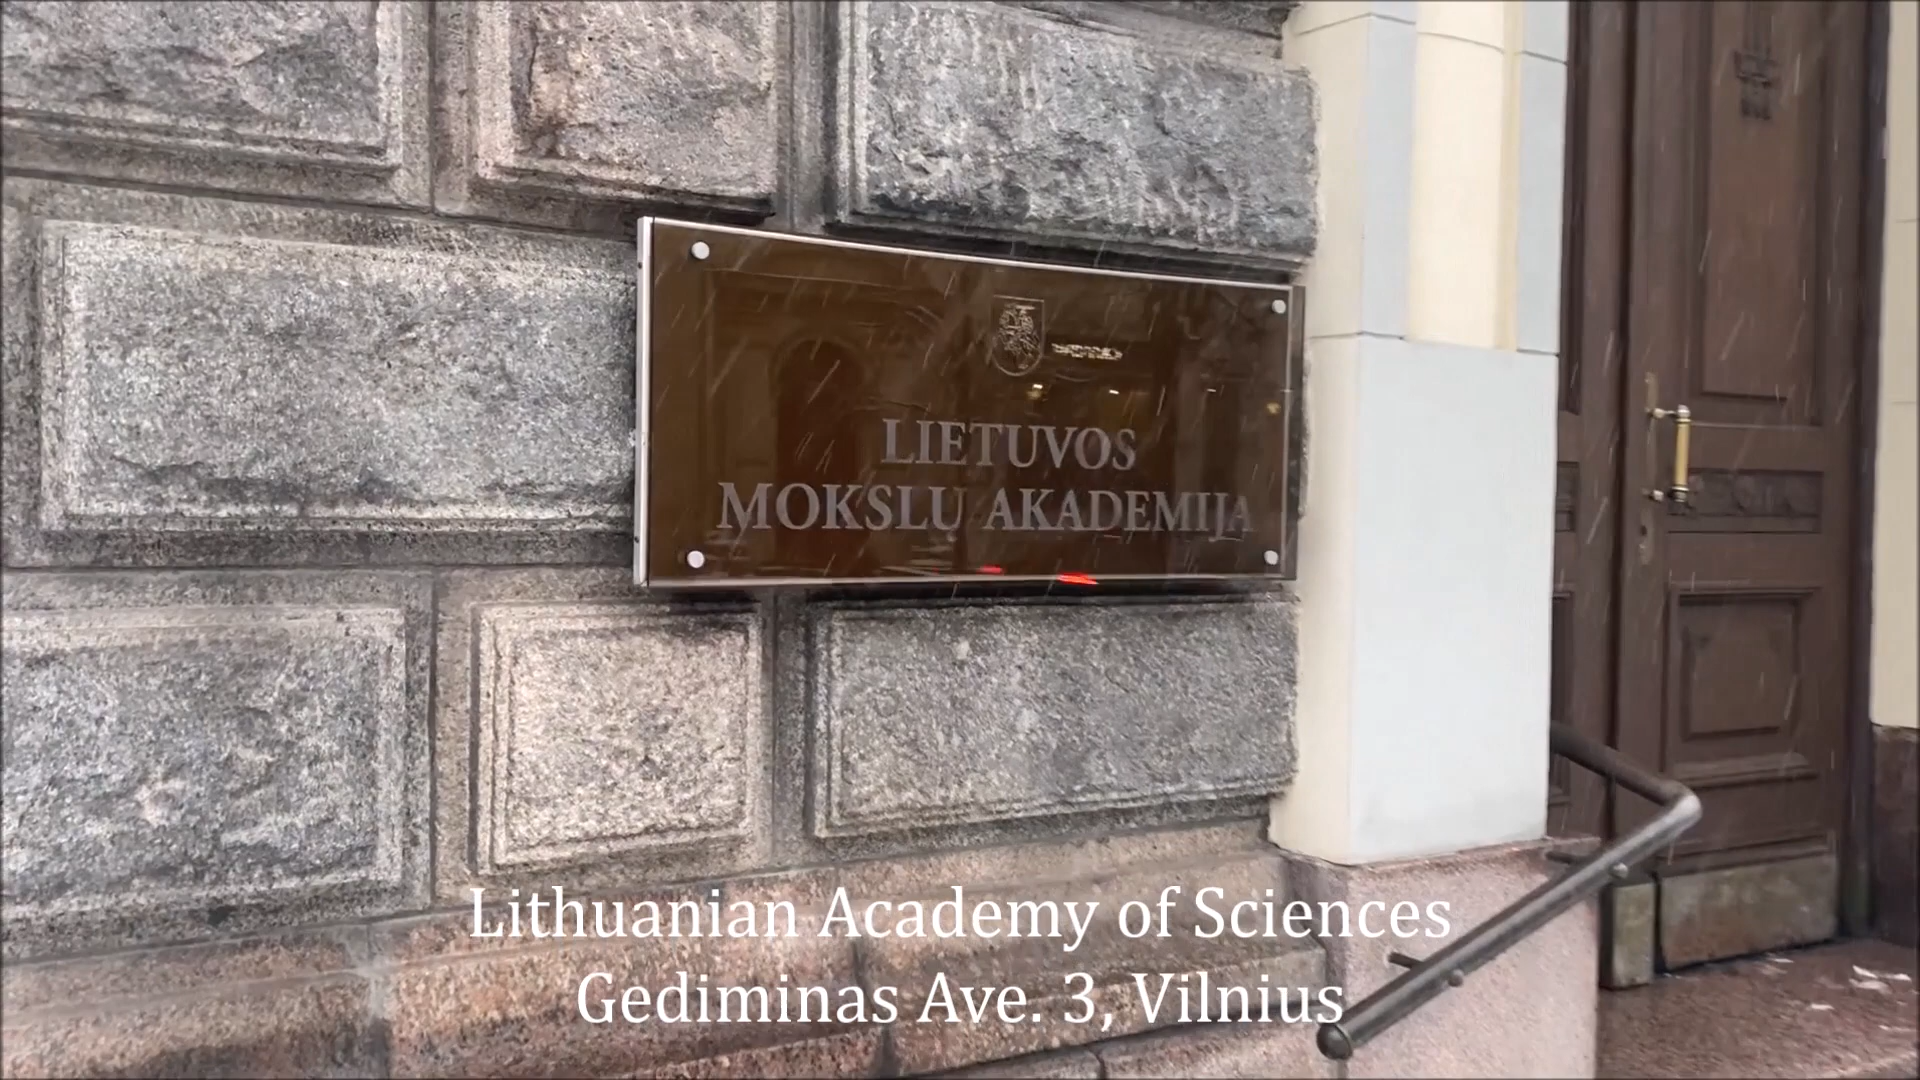 LIETUVOS
MOKSLŲ AKADEMIJA
Lithuanian Academy of Sciences
Gediminas Ave. 3, Vilnius